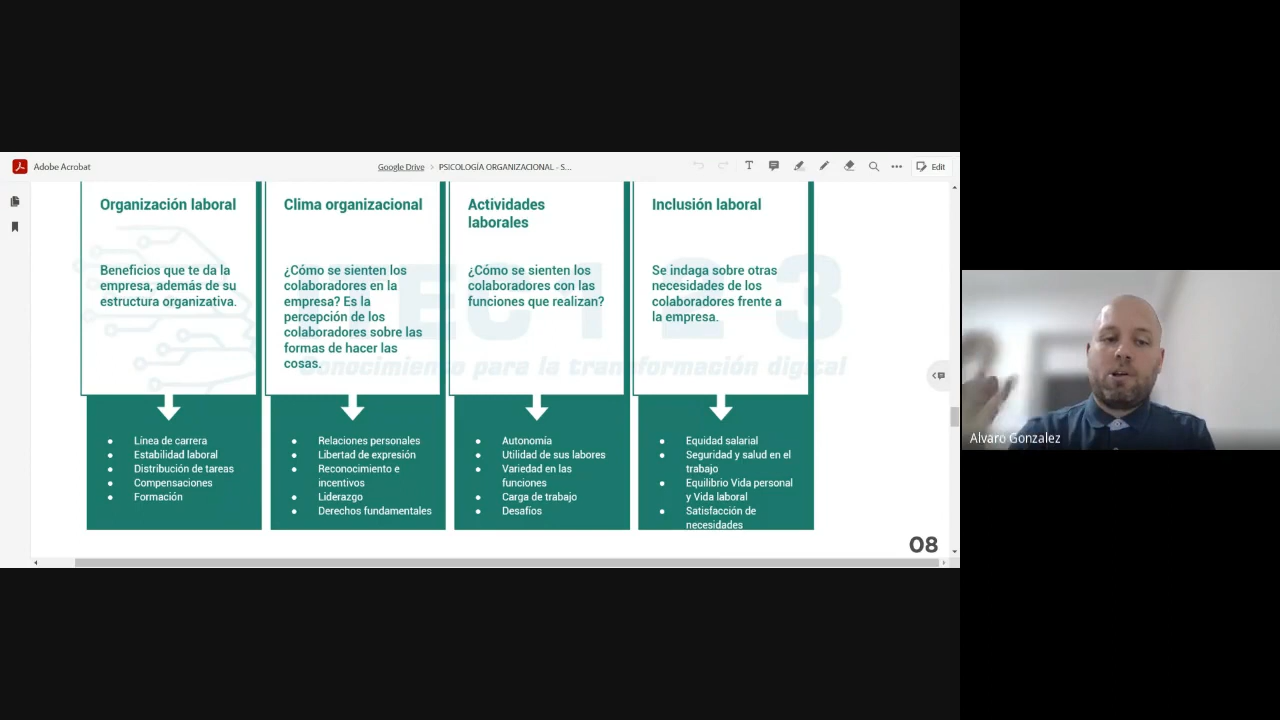 Adobe Acrobat
Google Drive > PSICOLOGÍA ORGANIZACIONAL - S...
Edit
Organización laboral
Beneficios que te da la
empresa, además de su
estructura organizativa.
Línea de carrera
Estabilidad laboral
Distribución de tareas
Compensaciones
Formación
Clima organizacional
¿Cómo se sienten los
colaboradores en la
empresa? Es la
percepción de los
colaboradores sobre las
formas de hacer las
cosas.
Relaciones personales
Libertad de expresión
Reconocimiento e
incentivos
Liderazgo
Derechos fundamentales
Actividades
laborales
¿Cómo se sienten los
colaboradores con las
funciones que realizan?
Autonomía
Utilidad de sus labores
Variedad en las
funciones
Carga de trabajo
Desafíos
Inclusión laboral
Se indaga sobre otras
necesidades de los
colaboradores frente a
la empresa.
Equidad salarial
Seguridad y salud en el
trabajo
Equilibrio Vida personal
y Vida laboral
Satisfacción de
necesidades
Conocimiento para la transformación digital
08
Alvaro Gonzalez